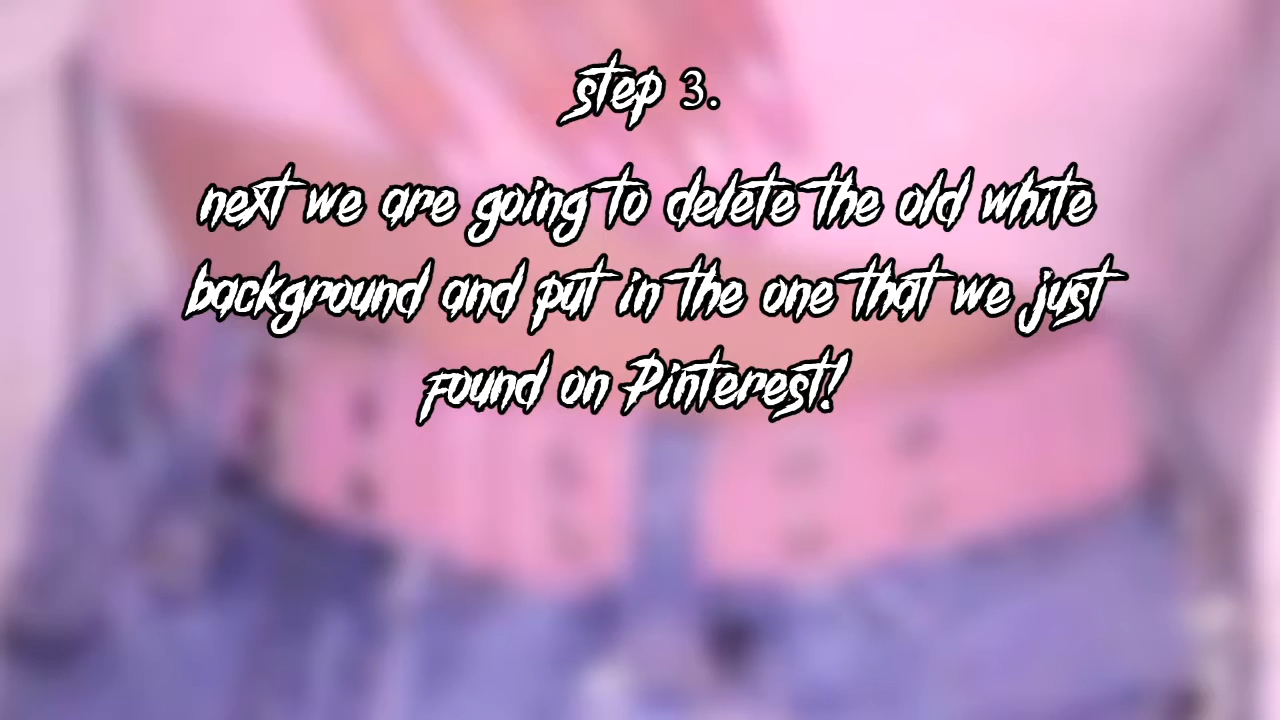 step 3.
next we are going to delete the old white
background and put in the one that we just
found on Pinterest!